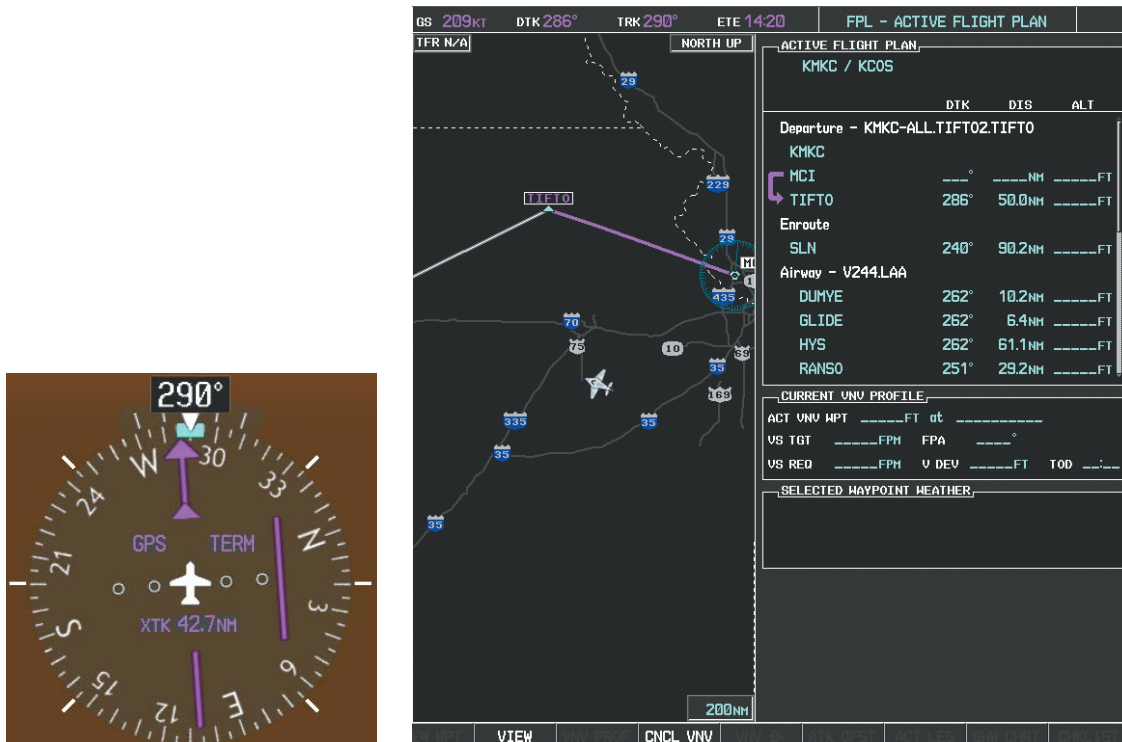 GS 209KT DTK 286° TRK 290° ETE 14:20 FPL - ACTIVE FLIGHT PLAN
TFR N/A
NORTH UP
29
229
TIFTO
29
435
70
75
10
69
35
169
335
35
35
35
200NM
ACTIVE FLIGHT PLAN
KMKC / KCOS
DTK DIS ALT
Departure - KMKC-ALL.TIFTO2.TIFTO
KMKC
MCI ___° ____NM _____FT
TIFTO 286° 50.0NM _____FT
Enroute
SLN 240° 90.2NM _____FT
Airway - V244.LAA
DUMYE 262° 10.2NM _____FT
GLIDE 262° 6.4NM _____FT
HYS 262° 61.1NM _____FT
RANSO 251° 29.2NM _____FT
CURRENT VNV PROFILE
ACT VNV WPT _____FT at __________
VS TGT _____FPM FPA ____°
VS REQ _____FPM V DEV _____FT TOD __:__
SELECTED WAYPOINT WEATHER
VIEW VNV PROF CNCL VNV ATK OFST ACT LEG SHW CHRT CHKLIST
290°
W 30 33 N 3 6 E 12 15 S 21 24
GPS TERM
XTK 42.7NM